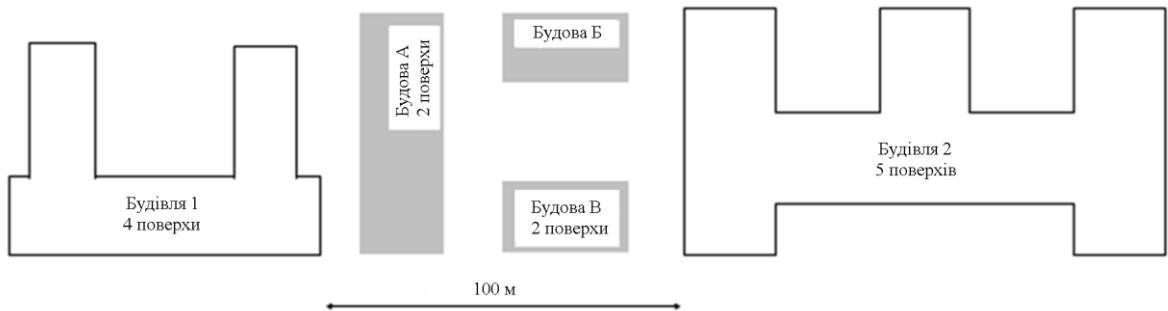 Будівля 1
4 поверхи
Будова А
2 поверхи
Будова Б
Будова В
2 поверхи
Будівля 2
5 поверхів
100 м